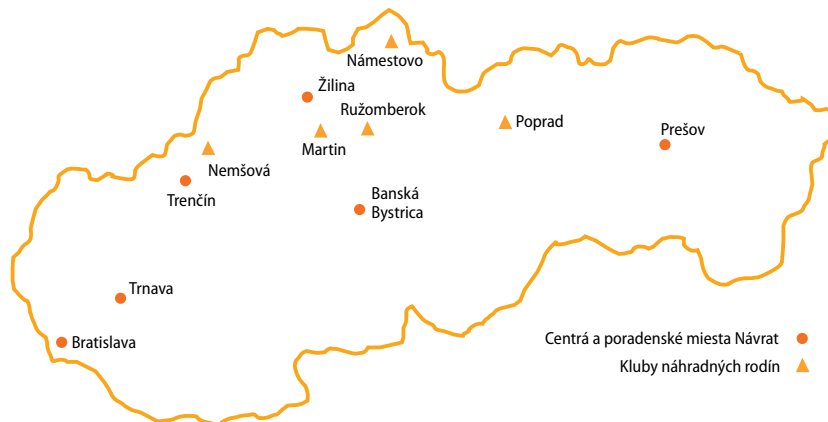 Námestovo
Žilina
Ružomberok
Martin
Poprad
Prešov
Nemšová
Trenčín
Banská
Bystrica
Trnava
Bratislava
Centrá a poradenské miesta Návrat
Kluby náhradných rodín